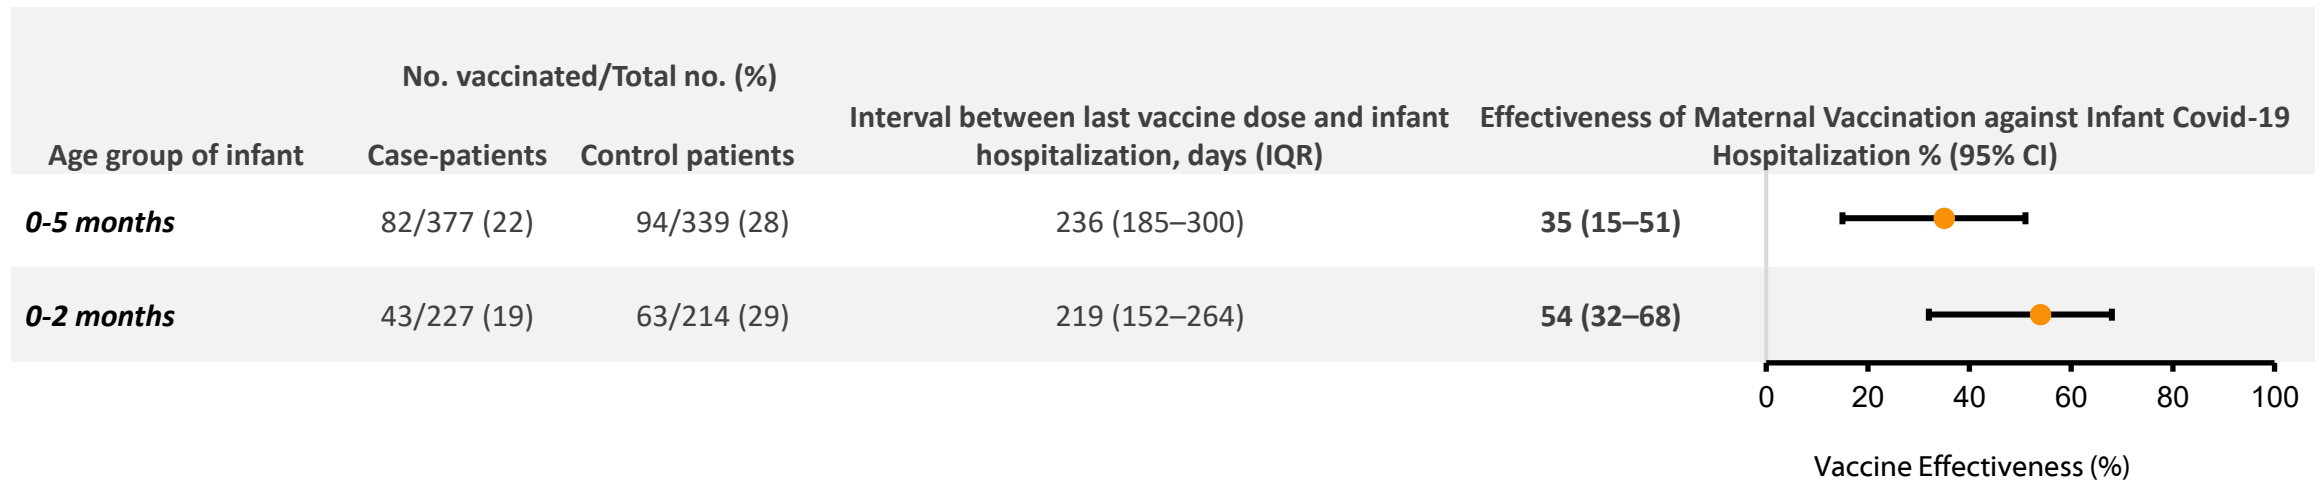 No. vaccinated/Total no. (%)
Interval between last vaccine dose and infant hospitalization, days (IQR)
Effectiveness of Maternal Vaccination against Infant Covid-19 Hospitalization % (95% CI)
Age group of infant Case-patients Control patients
0-5 months 82/377 (22) 94/339 (28) 236 (185–300) 35 (15–51)
0-2 months 43/227 (19) 63/214 (29) 219 (152–264) 54 (32–68)
0 20 40 60 80 100
Vaccine Effectiveness (%)